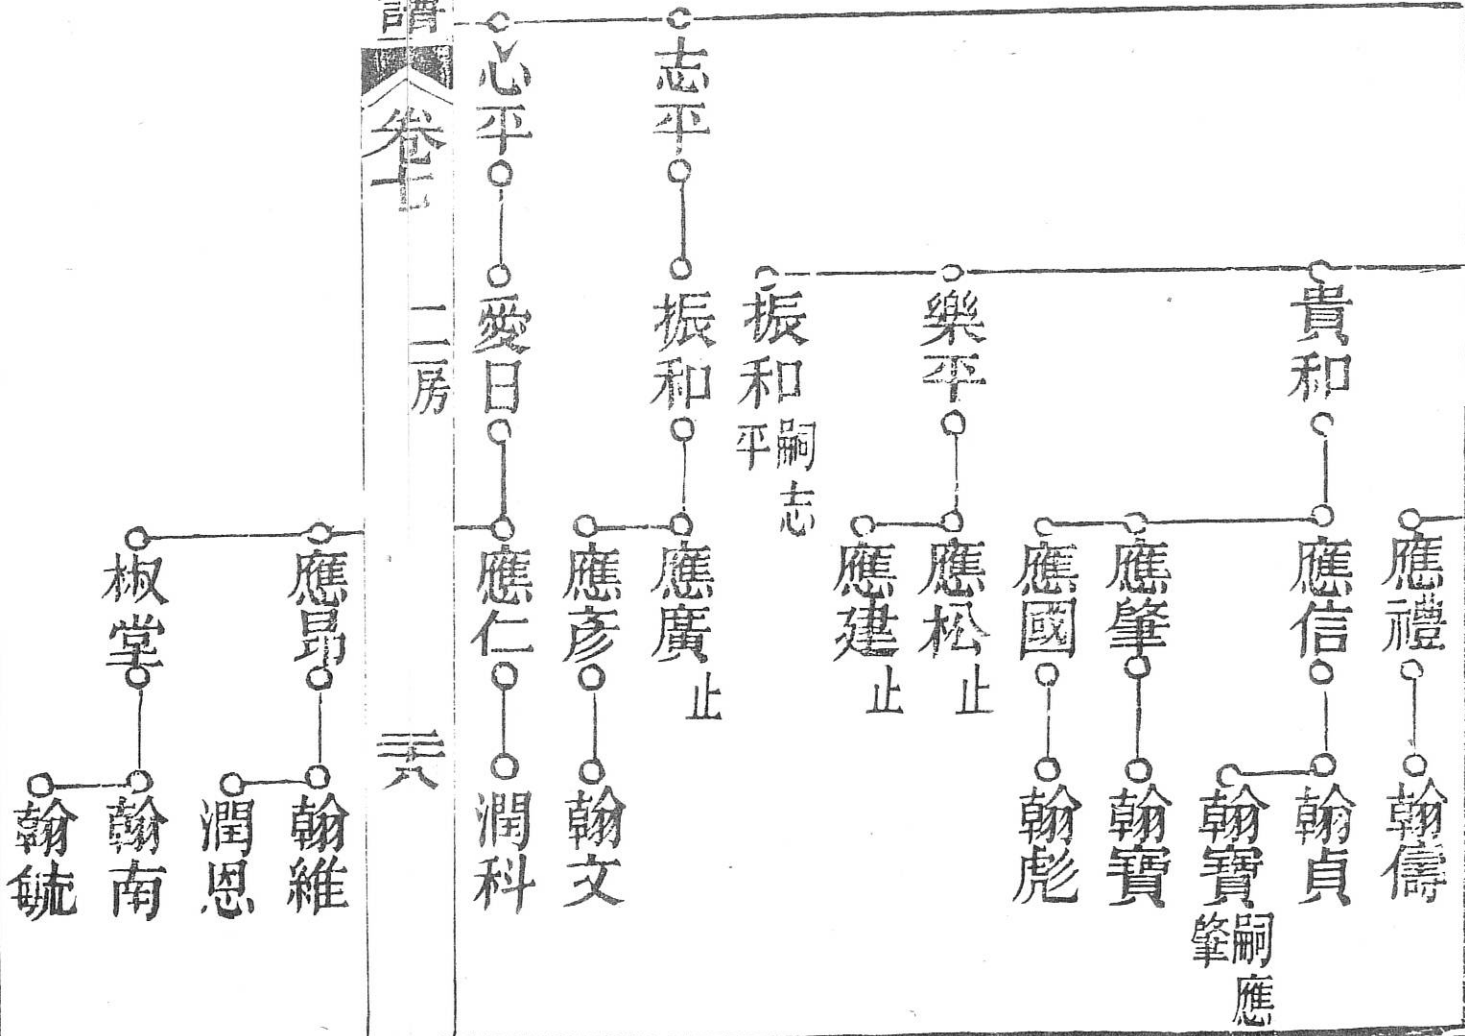 貴和
樂平
振和 嗣志平
應禮
應信
應肇
應國
應松 止
應建 止
翰儔
翰貞
翰寶 嗣應肇
翰寶
翰彪
志平
振和
應廣 止
應彥
翰文
心平
愛日
應仁
潤科
譜
卷七
二房
二十八
應昴
椒堂
翰維
潤恩
翰南
翰毓